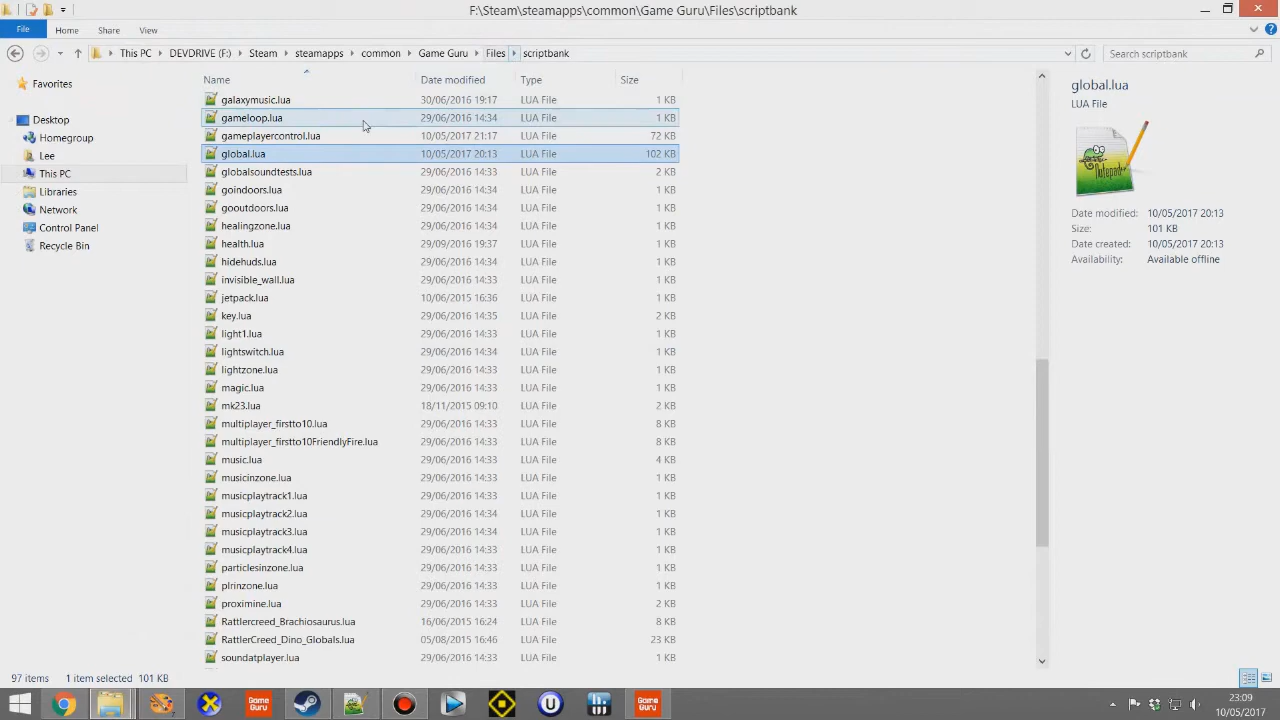 F:\Steam\steamapps\common\Game Guru\Files\scriptbank
File Home Share View
This PC DEVDRIVE (F:) Steam steamapps common Game Guru Files scriptbank Search scriptbank
Favorites
Desktop
Homegroup
Lee
This PC
Libraries
Network
Control Panel
Recycle Bin
Name Date modified Type Size
galaxymusic.lua 30/06/2016 19:17 LUA File 1 KB
gameloop.lua 29/06/2016 14:34 LUA File 1 KB
gameplayercontrol.lua 10/05/2017 21:17 LUA File 72 KB
global.lua 10/05/2017 20:13 LUA File 102 KB
globalsoundtests.lua 29/06/2016 14:33 LUA File 2 KB
goindoors.lua 29/06/2016 14:34 LUA File 1 KB
gooutdoors.lua 29/06/2016 14:34 LUA File 1 KB
healingzone.lua 29/06/2016 14:34 LUA File 1 KB
health.lua 29/09/2016 19:37 LUA File 1 KB
hidehuds.lua 29/06/2016 14:34 LUA File 1 KB
invisible_wall.lua 29/06/2016 14:33 LUA File 1 KB
jetpack.lua 10/06/2015 16:36 LUA File 1 KB
key.lua 29/06/2016 14:35 LUA File 2 KB
light1.lua 29/06/2016 14:33 LUA File 1 KB
lightswitch.lua 29/06/2016 14:34 LUA File 1 KB
lightzone.lua 29/06/2016 14:33 LUA File 1 KB
magic.lua 29/06/2016 14:34 LUA File 1 KB
mk23.lua 18/11/2015 09:10 LUA File 2 KB
multiplayer_firstto10.lua 29/06/2016 14:33 LUA File 8 KB
multiplayer_firstto10FriendlyFire.lua 29/06/2016 14:33 LUA File 8 KB
music.lua 29/06/2016 14:33 LUA File 4 KB
musicinzone.lua 29/06/2016 14:33 LUA File 1 KB
musicplaytrack1.lua 29/06/2016 14:33 LUA File 1 KB
musicplaytrack2.lua 29/06/2016 14:34 LUA File 1 KB
musicplaytrack3.lua 29/06/2016 14:34 LUA File 1 KB
musicplaytrack4.lua 29/06/2016 14:33 LUA File 1 KB
particlesinzone.lua 29/06/2016 14:33 LUA File 1 KB
plrinzone.lua 29/06/2016 14:33 LUA File 1 KB
proximine.lua 29/06/2016 14:33 LUA File 2 KB
Rattlercreed_Brachiosaurus.lua 16/06/2015 16:24 LUA File 8 KB
RattlerCreed_Dino_Globals.lua 05/08/2015 16:46 LUA File 23 KB
soundatplayer.lua 29/06/2016 14:33 LUA File 1 KB
global.lua
LUA File
Notepad
Date modified: 10/05/2017 20:13
Size: 101 KB
Date created: 10/05/2017 20:13
Availability: Available offline
97 items 1 item selected 101 KB
GAME GURU
GAME GURU
23:09
10/05/2017